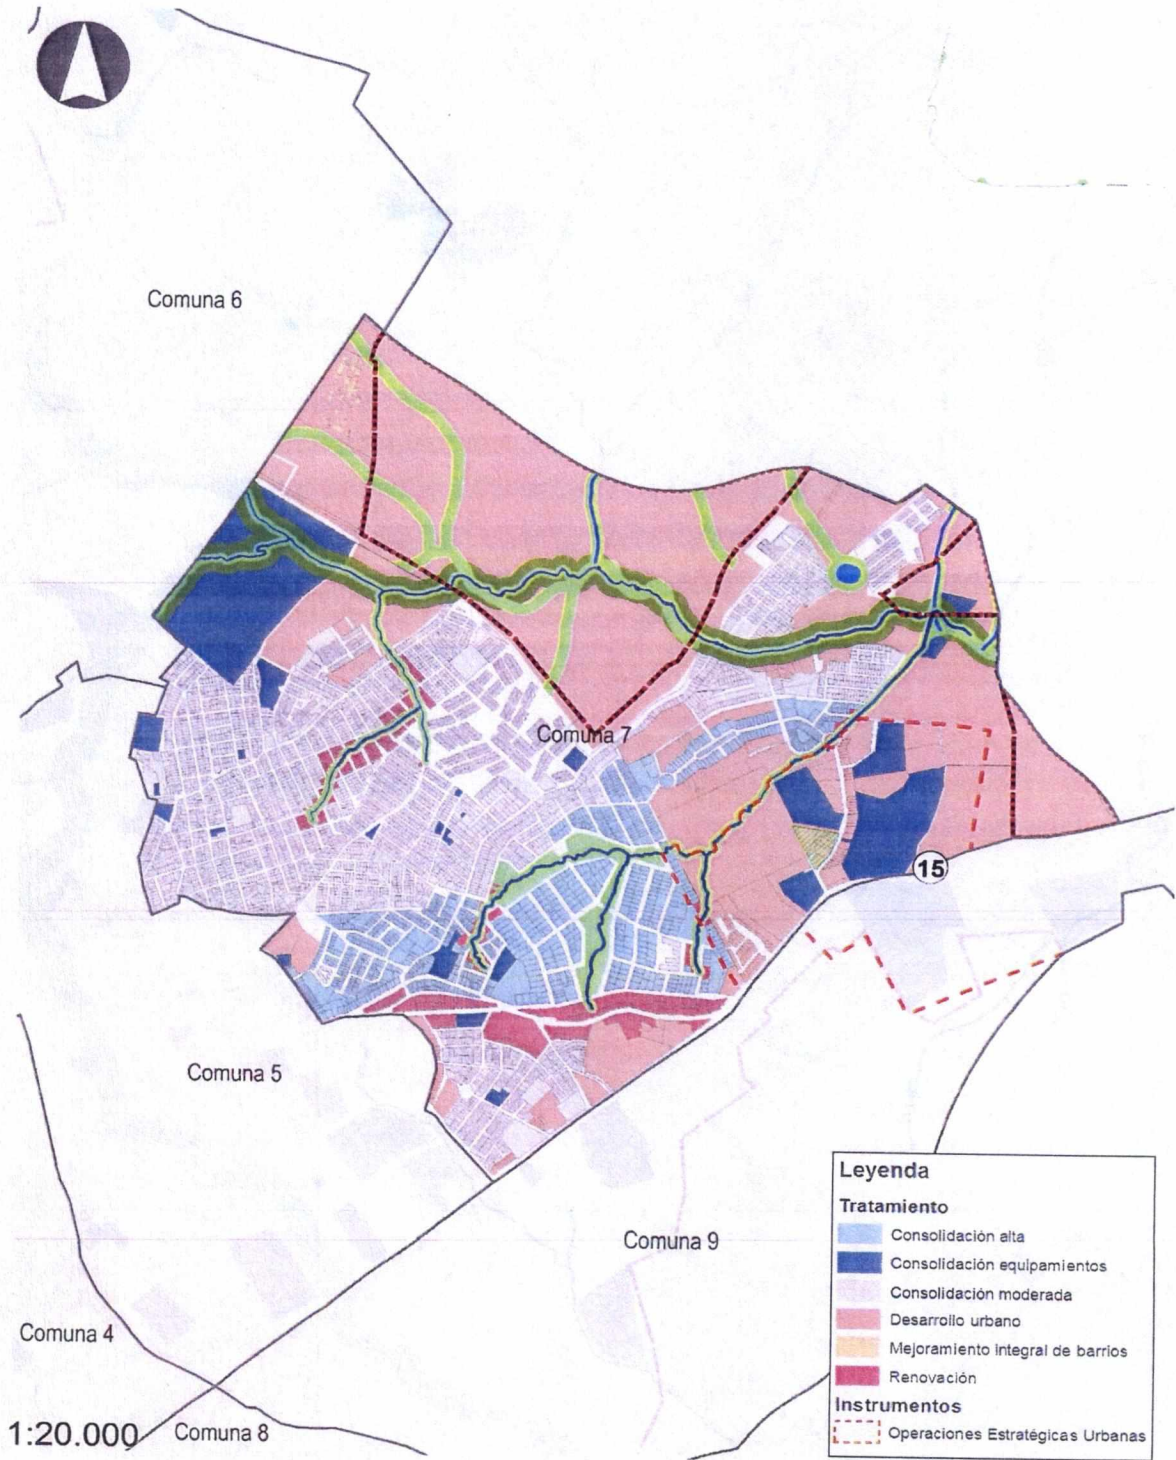 Comuna 6
Comuna 7
15
Comuna 5
Comuna 9
Comuna 4
1:20.000
Comuna 8
Leyenda
Tratamiento
Consolidación alta
Consolidación equipamientos
Consolidación moderada
Desarrollo urbano
Mejoramiento integral de barrios
Renovación
Instrumentos
Operaciones Estratégicas Urbanas